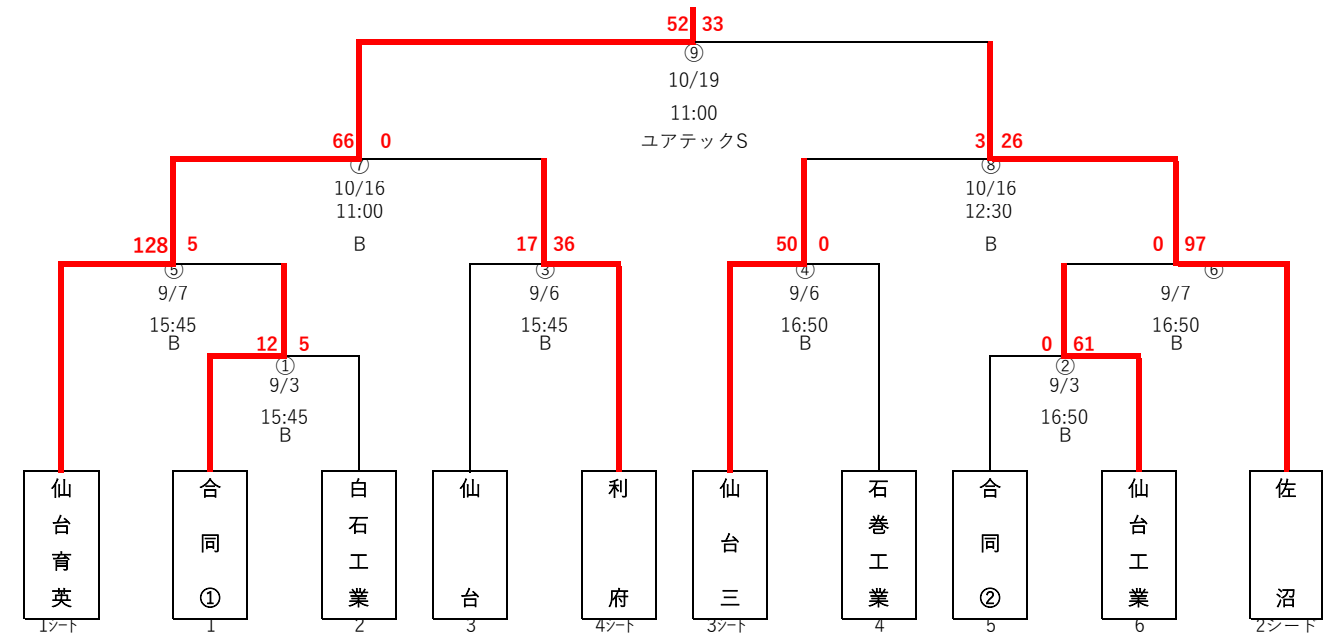 52 33
⑨
10/19
11:00
ユアテックS
66 0
⑦
10/16
11:00
B
3 26
⑧
10/16
12:30
B
128 5
⑤
9/7
15:45
B
17 36
③
9/6
15:45
B
50 0
④
9/6
16:50
B
0 97
⑥
9/7
16:50
B
12 5
①
9/3
15:45
B
0 61
②
9/3
16:50
B
仙台育英
合同①
白石工業
仙台
利府
仙台三
石巻工業
合同②
仙台工業
佐沼
1シート 1 2 3 4シート 3シート 4 5 6 2シード